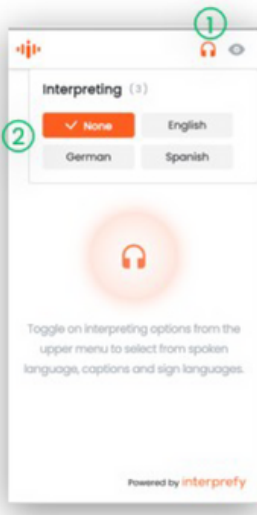 1
Interpreting (3)
2
✓ None English
German Spanish
Toggle on interpreting options from the
upper menu to select from spoken
language, captions and sign languages.
Powered by interprefy